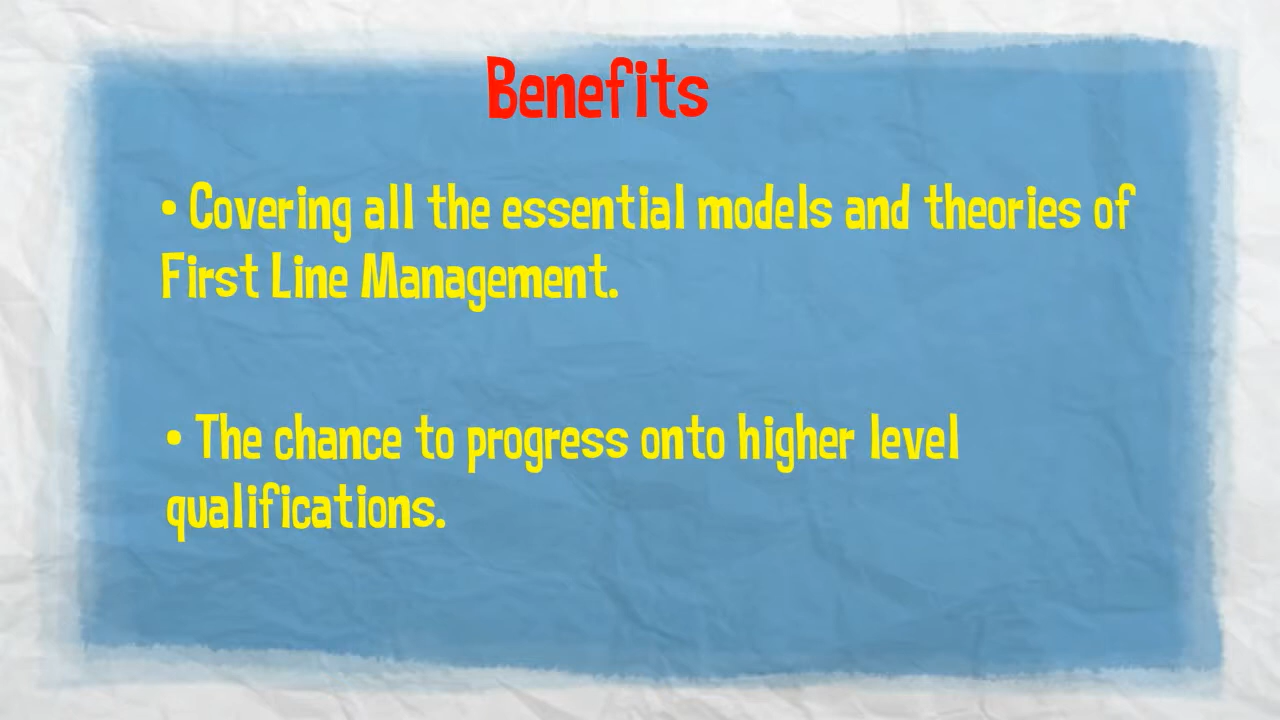 Benefits
• Covering all the essential models and theories of
First Line Management.
• The chance to progress onto higher level
qualifications.